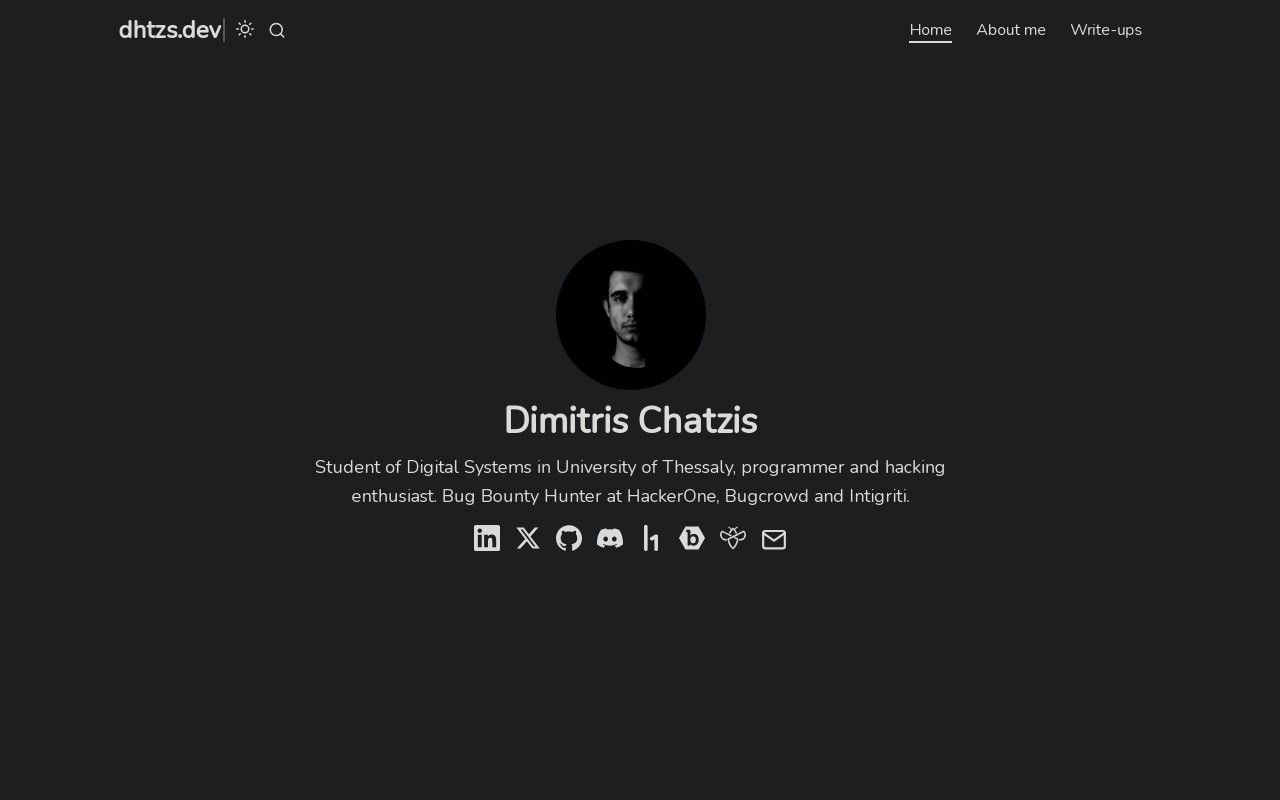 dhtzs.dev
Home
About me
Write-ups
Dimitris Chatzis
Student of Digital Systems in University of Thessaly, programmer and hacking
enthusiast. Bug Bounty Hunter at HackerOne, Bugcrowd and Intigriti.